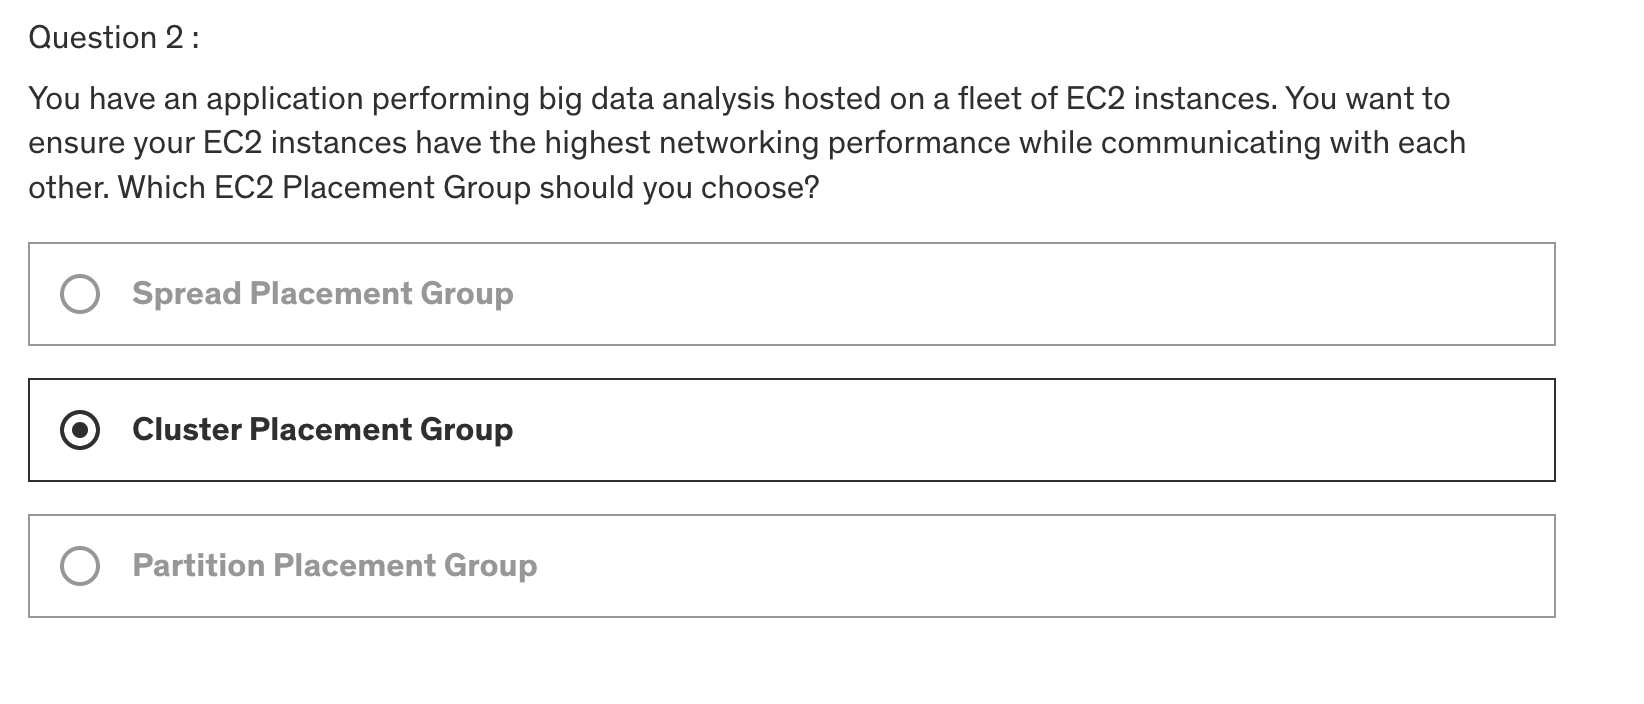 Question 2 :
You have an application performing big data analysis hosted on a fleet of EC2 instances. You want to
ensure your EC2 instances have the highest networking performance while communicating with each
other. Which EC2 Placement Group should you choose?
Spread Placement Group
Cluster Placement Group
Partition Placement Group